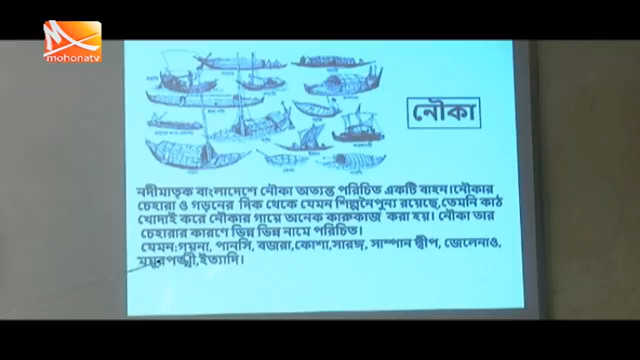 mohonatv
নৌকা
নদীমাতৃক বাংলাদেশে নৌকা অত্যন্ত পরিচিত একটি বাহন।নৌকার
চেহারা ও গড়নের দিক থেকে যেমন শিল্পনৈপুন্য রয়েছে,তেমনি কাঠ
খোদাই করে নৌকার গায়ে অনেক কারুকাজ করা হয়। নৌকা তার
চেহারার কারণে ভিন্ন ভিন্ন নামে পরিচিত।
যেমন:গয়না, পানসি, বজরা,কোশা,সারঙ্গ, সাম্পান দ্বীপ, জেলেনাও,
ময়ূরপঙ্খী,ইত্যাদি।